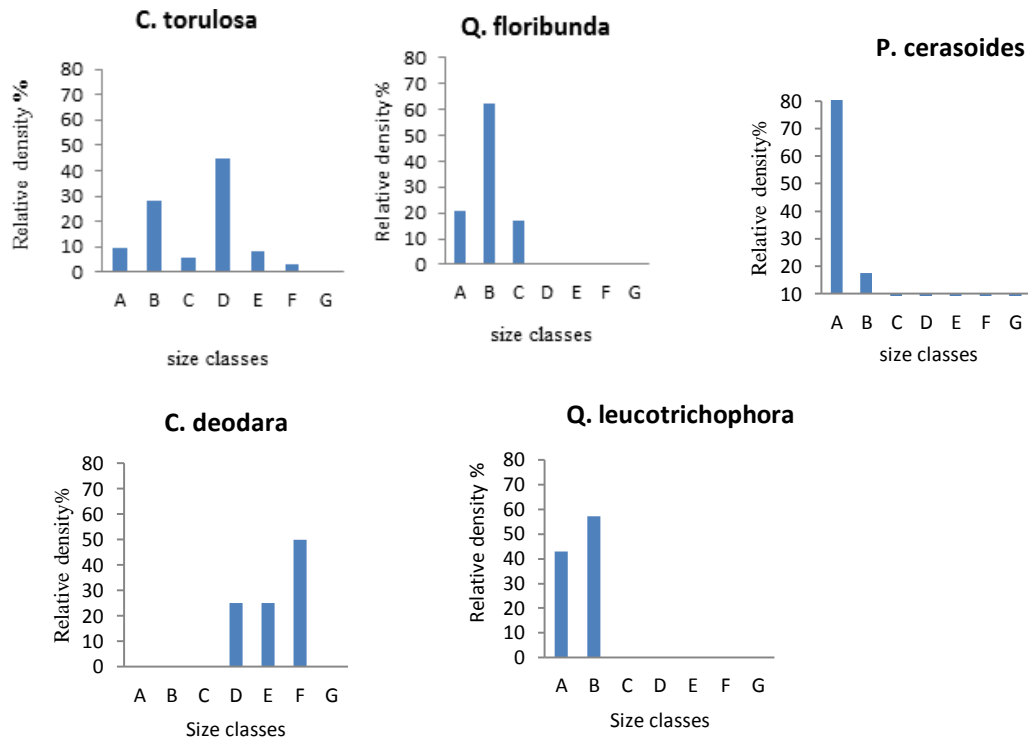 C. torulosa
Relative density %
80
70
60
50
40
30
20
10
0
A B C D E F G
size classes
Q. floribunda
Relative density%
80
70
60
50
40
30
20
10
0
A B C D E F G
size classes
P. cerasoides
Relative density%
80
70
60
50
40
30
20
10
A B C D E F G
size classes
C. deodara
Relative density%
80
70
60
50
40
30
20
10
0
A B C D E F G
Size classes
Q. leucotrichophora
Relative density %
80
70
60
50
40
30
20
10
0
A B C D E F G
Size classes